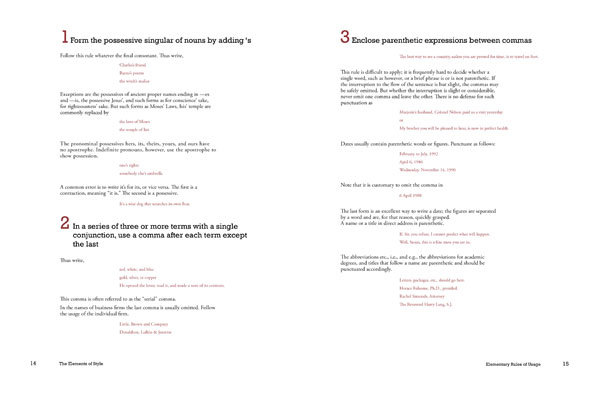 1 Form the possessive singular of nouns by adding 's
Follow this rule whatever the final consonant. Thus write,
Charles's friend
Burns's poems
the witch's malice
Exceptions are the possessives of ancient proper names ending in —es
and —is, the possessive Jesus', and such forms as for conscience' sake,
for righteousness' sake. But such forms as Moses' Laws, Isis' temple are
commonly replaced by
the laws of Moses
the temple of Isis
The pronominal possessives hers, its, theirs, yours, and ours have
no apostrophe. Indefinite pronouns, however, use the apostrophe to
show possession.
one's rights
somebody else's umbrella
A common error is to write it's for its, or vice versa. The first is a
contraction, meaning "it is." The second is a possessive.
It's a wise dog that scratches its own fleas.
2 In a series of three or more terms with a single
conjunction, use a comma after each term except
the last
Thus write,
red, white, and blue
gold, silver, or copper
He opened the letter, read it, and made a note of its contents.
This comma is often referred to as the "serial" comma.
In the names of business firms the last comma is usually omitted. Follow
the usage of the individual firm.
Little, Brown and Company
Donaldson, Lufkin & Jenrette
14
The Elements of Style
3 Enclose parenthetic expressions between commas
The best way to see a country, unless you are pressed for time, is to travel on foot.
This rule is difficult to apply; it is frequently hard to decide whether a
single word, such as however, or a brief phrase is or is not parenthetic. If
the interruption to the flow of the sentence is but slight, the commas may
be safely omitted. But whether the interruption is slight or considerable,
never omit one comma and leave the other. There is no defense for such
punctuation as
Marjorie's husband, Colonel Nelson paid us a visit yesterday
or
My brother you will be pleased to hear, is now in perfect health
Dates usually contain parenthetic words or figures. Punctuate as follows:
February to July, 1992
April 6, 1986
Wednesday, November 14, 1990
Note that it is customary to omit the comma in
6 April 1988
The last form is an excellent way to write a date; the figures are separated
by a word and are, for that reason, quickly grasped.
A name or a title in direct address is parenthetic.
If, Sir, you refuse, I cannot predict what will happen.
Well, Susan, this is a fine mess you are in.
The abbreviations etc., i.e., and e.g., the abbreviations for academic
degrees, and titles that follow a name are parenthetic and should be
punctuated accordingly.
Letters, packages, etc., should go here.
Horace Fulsome, Ph.D., presided.
Rachel Simonds, Attorney
The Reverend Harry Lang, S.J.
Elementary Rules of Usage
15